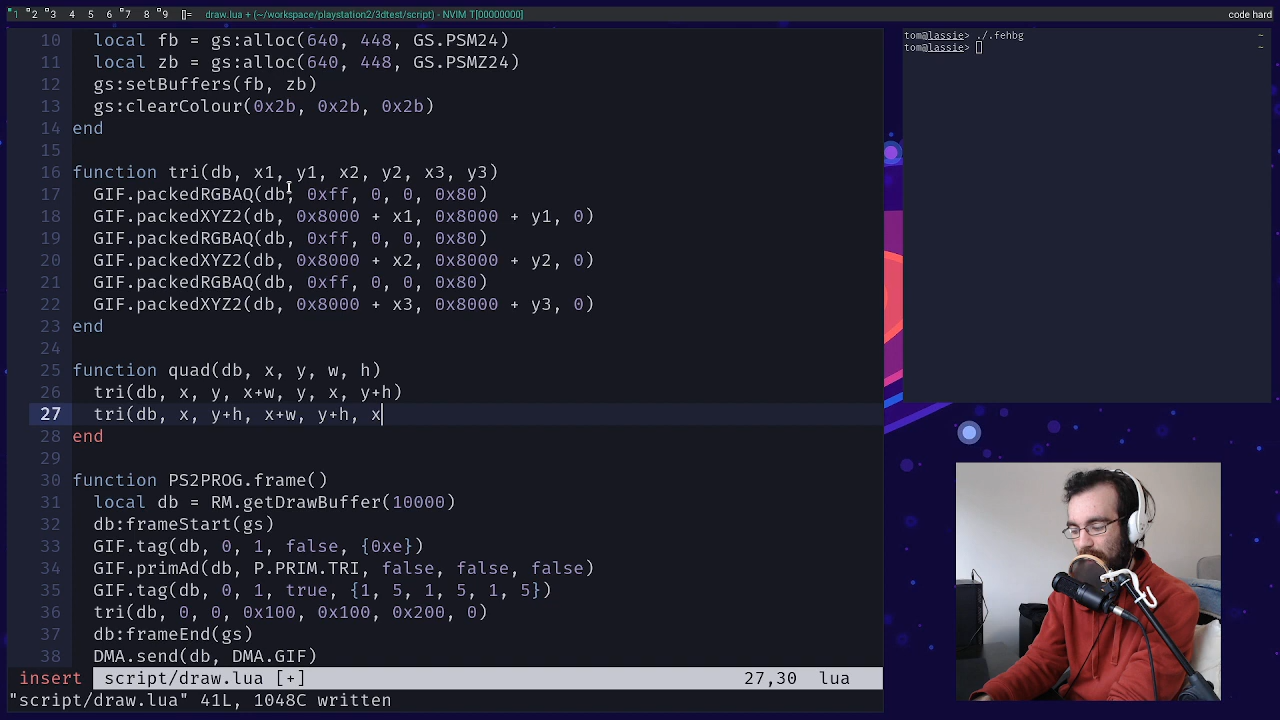 1 2 3 4 5 6 7 8 9 []= draw.lua + (~/workspace/playstation2/3dtest/script) - NVIM T[00000000] code hard
10 local fb = gs:alloc(640, 448, GS.PSM24)
11 local zb = gs:alloc(640, 448, GS.PSMZ24)
12 gs:setBuffers(fb, zb)
13 gs:clearColour(0x2b, 0x2b, 0x2b)
14 end
15
16 function tri(db, x1, y1, x2, y2, x3, y3)
17 GIF.packedRGBAQ(db, 0xff, 0, 0, 0x80)
18 GIF.packedXYZ2(db, 0x8000 + x1, 0x8000 + y1, 0)
19 GIF.packedRGBAQ(db, 0xff, 0, 0, 0x80)
20 GIF.packedXYZ2(db, 0x8000 + x2, 0x8000 + y2, 0)
21 GIF.packedRGBAQ(db, 0xff, 0, 0, 0x80)
22 GIF.packedXYZ2(db, 0x8000 + x3, 0x8000 + y3, 0)
23 end
24
25 function quad(db, x, y, w, h)
26 tri(db, x, y, x+w, y, x, y+h)
27 tri(db, x, y+h, x+w, y+h, x
28 end
29
30 function PS2PROG.frame()
31 local db = RM.getDrawBuffer(10000)
32 db:frameStart(gs)
33 GIF.tag(db, 0, 1, false, {0xe})
34 GIF.primAd(db, P.PRIM.TRI, false, false, false)
35 GIF.tag(db, 0, 1, true, {1, 5, 1, 5, 1, 5})
36 tri(db, 0, 0, 0x100, 0x100, 0x200, 0)
37 db:frameEnd(gs)
38 DMA.send(db, DMA.GIF)
insert script/draw.lua [+] 27,30 lua
"script/draw.lua" 41L, 1048C written
tom@lassie> ./.fehbg ~
tom@lassie> ~